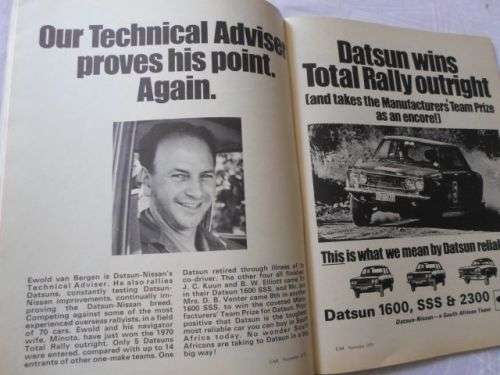 Our Technical Adviser
proves his point.
Again.
Ewold van Bergen is Datsun-Nissan's
Technical Adviser. He also rallies
Datsuns, constantly testing Datsun-
Nissan improvements, continually im-
proving the Datsun-Nissan breed.
Competing against some of the most
experienced overseas rallyists, in a field
of 70 cars, Ewold and his navigator
wife, Minota, have just won the 1970
Total Rally outright. Only 5 Datsuns
were entered, compared with up to 14
entrants of other one-make teams. One
Datsun retired through illness of
co-driver. The other four all finished
J. C. Kuun and B. W. Elliott came
in their Datsun 1600 SSS, and Mr.
Mrs. D. B. Venter came 8th in
1600 SSS, to win the coveted Manu-
facturers' Team Prize for Datsun.
positive that Datsun is the
most reliable car you can buy in South
Africa today. No wonder South
Africans are taking to Datsun in a
big way!
CAR November 1970
Datsun wins
Total Rally outright
(and takes the Manufacturers' Team Prize
as an encore!)
This is what we mean by Datsun
Datsun 1600, SSS & 2300
Datsun-Nissan—a South African Team
CAR November 1970